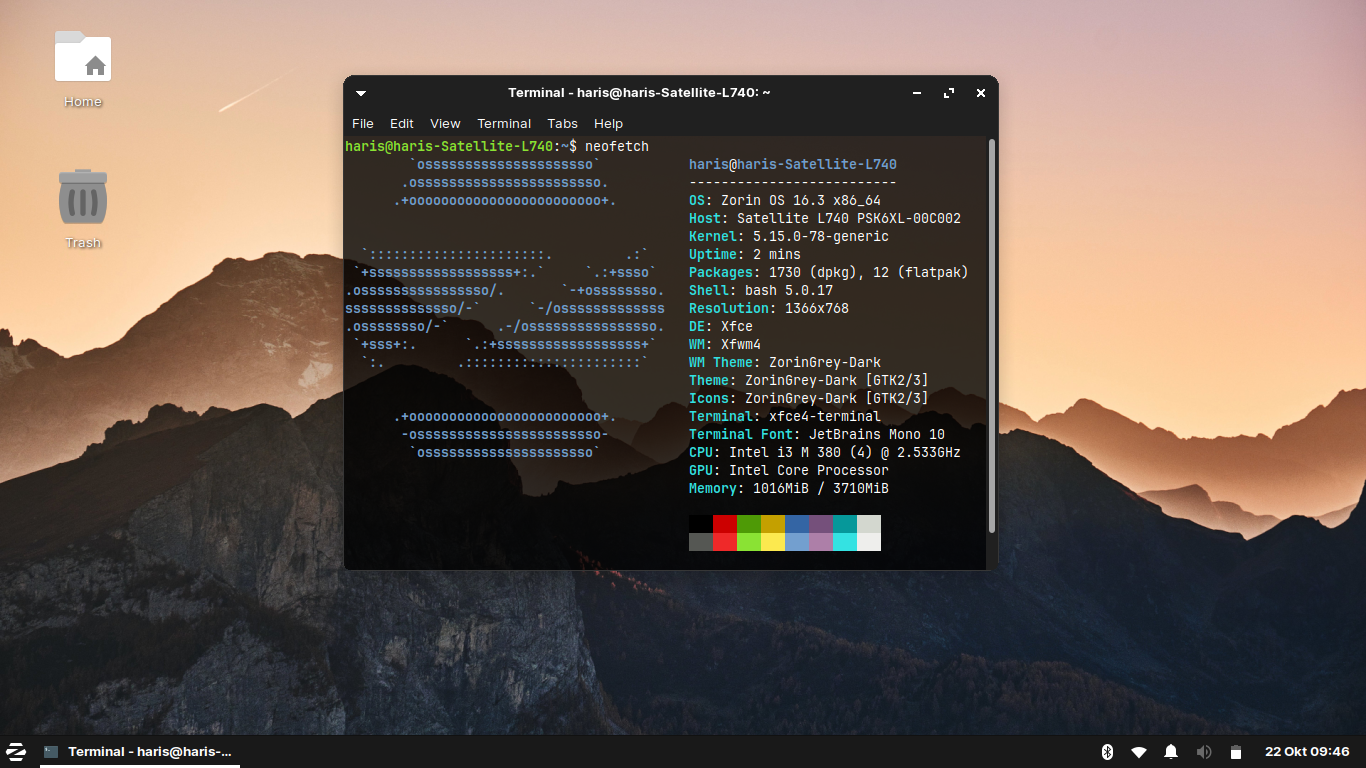 Home
Trash
Terminal - haris@haris-Satellite-L740: ~
File Edit View Terminal Tabs Help
haris@haris-Satellite-L740:~$ neofetch
`osssssssssssssssssssso` haris@haris-Satellite-L740
.osssssssssssssssssssssso. --------------------------
.+oooooooooooooooooooooooo+. OS: Zorin OS 16.3 x86_64
Host: Satellite L740 PSK6XL-00C002
Kernel: 5.15.0-78-generic
`::::::::::::::::::::::. .:` Uptime: 2 mins
`+ssssssssssssssssss+:.` `.:+ssso` Packages: 1730 (dpkg), 12 (flatpak)
.ossssssssssssssso/. `-+ossssssso. Shell: bash 5.0.17
ssssssssssssso/-` `-/osssssssssssss Resolution: 1366x768
.ossssssso/-` .-/ossssssssssssssso. DE: Xfce
`+sss+:. `.:+ssssssssssssssssss+` WM: Xfwm4
`:. .::::::::::::::::::::::` WM Theme: ZorinGrey-Dark
Theme: ZorinGrey-Dark [GTK2/3]
Icons: ZorinGrey-Dark [GTK2/3]
.+oooooooooooooooooooooooo+. Terminal: xfce4-terminal
-osssssssssssssssssssssso- Terminal Font: JetBrains Mono 10
`osssssssssssssssssssso` CPU: Intel i3 M 380 (4) @ 2.533GHz
GPU: Intel Core Processor
Memory: 1016MiB / 3710MiB
Terminal - haris@haris-... 22 Okt 09:46